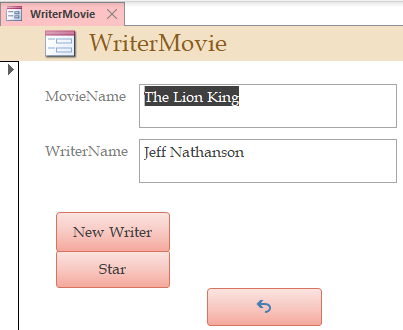 WriterMovie
WriterMovie
MovieName The Lion King
WriterName Jeff Nathanson
New Writer
Star